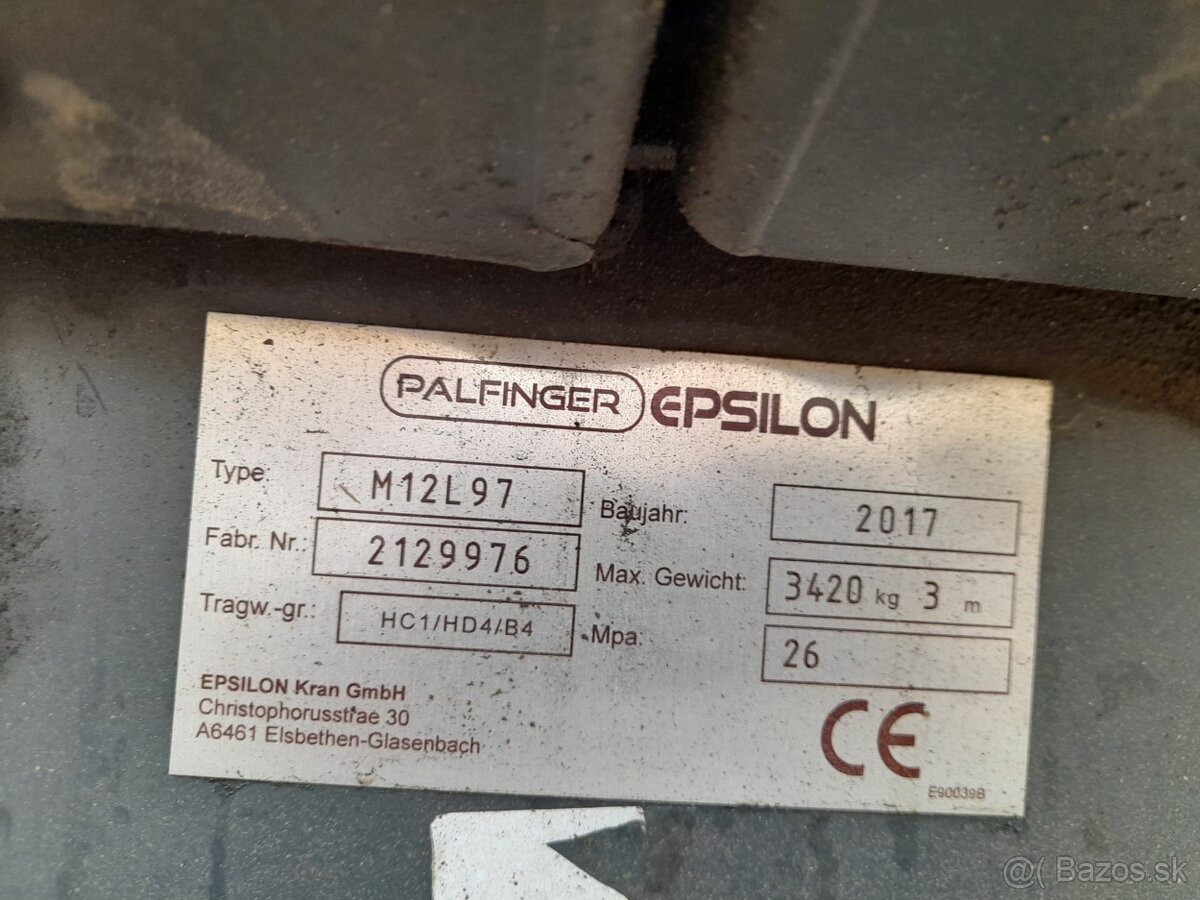 PALFINGER EPSILON
Type: M12L97 Baujahr: 2017
Fabr. Nr.: 2129976 Max. Gewicht: 3420 kg 3 m
Tragw.-gr.: HC1/HD4/B4 Mpa: 26
EPSILON Kran GmbH
Christophorusstrae 30
A6461 Elsbethen-Glasenbach
CE
E90039B
@( Bazos.sk